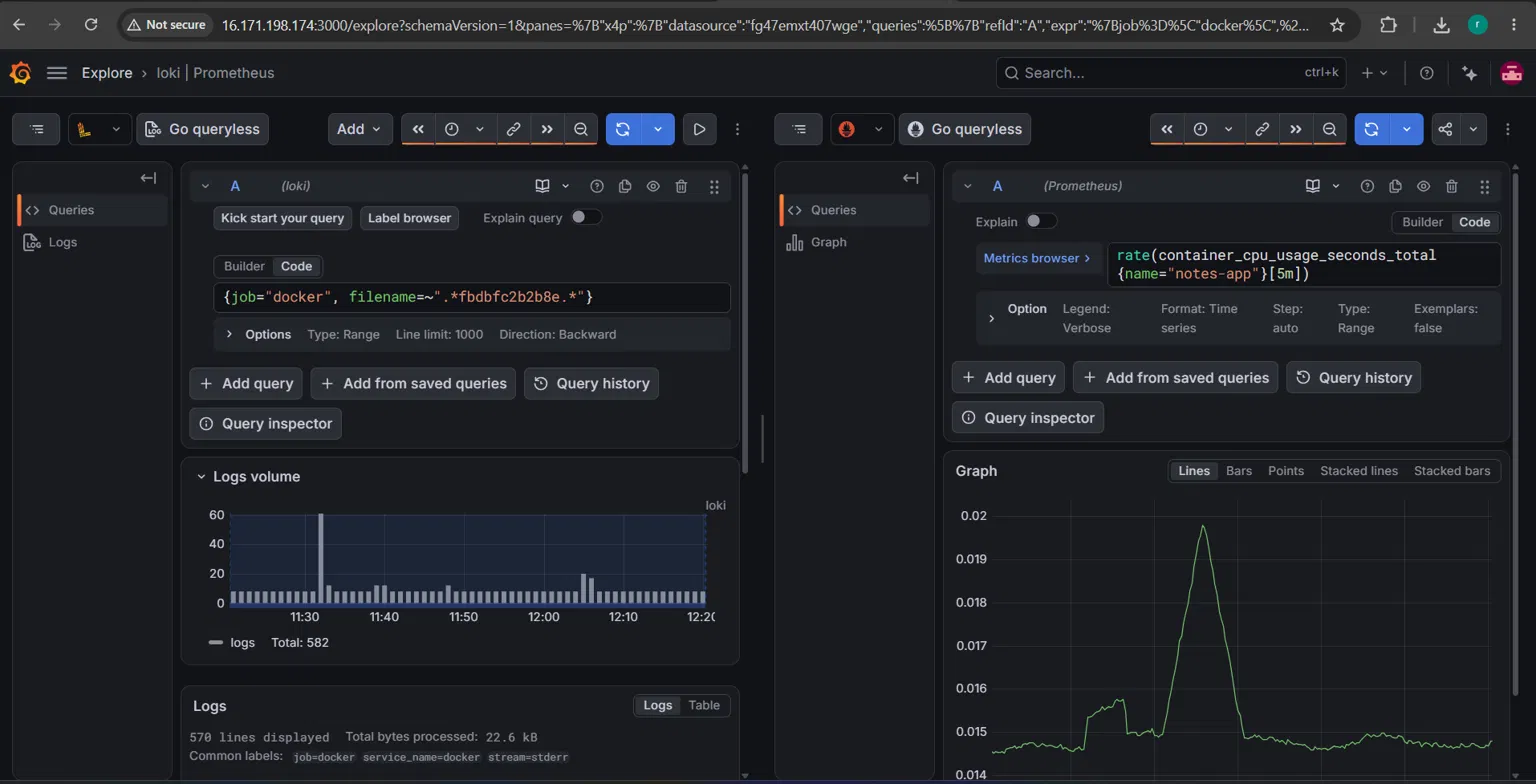 Not secure
16.171.198.174:3000/explore?schemaVersion=1&panes=%7B"x4p":%7B"datasource":"fg47emxt407wge","queries":%5B%7B"refId":"A","expr":"%7Bjob%3D%5C"docker%5C",%2...
r
Explore › loki | Prometheus
Search...
ctrl+k
Go queryless
Add
Go queryless
Queries
Logs
A (loki)
Kick start your query
Label browser
Explain query
Builder
Code
{job="docker", filename=~".*fbdbfc2b2b8e.*"}
Options Type: Range Line limit: 1000 Direction: Backward
+ Add query
+ Add from saved queries
Query history
Query inspector
Logs volume
loki
60
40
20
0
11:30 11:40 11:50 12:00 12:10 12:20
logs Total: 582
Logs
Logs
Table
570 lines displayed Total bytes processed: 22.6 kB
Common labels: job=docker service_name=docker stream=stderr
Queries
Graph
A (Prometheus)
Explain
Builder
Code
Metrics browser ›
rate(container_cpu_usage_seconds_total
{name="notes-app"}[5m])
Option
Legend: Verbose
Format: Time series
Step: auto
Type: Range
Exemplars: false
+ Add query
+ Add from saved queries
Query history
Query inspector
Graph
Lines
Bars
Points
Stacked lines
Stacked bars
0.02
0.019
0.018
0.017
0.016
0.015
0.014